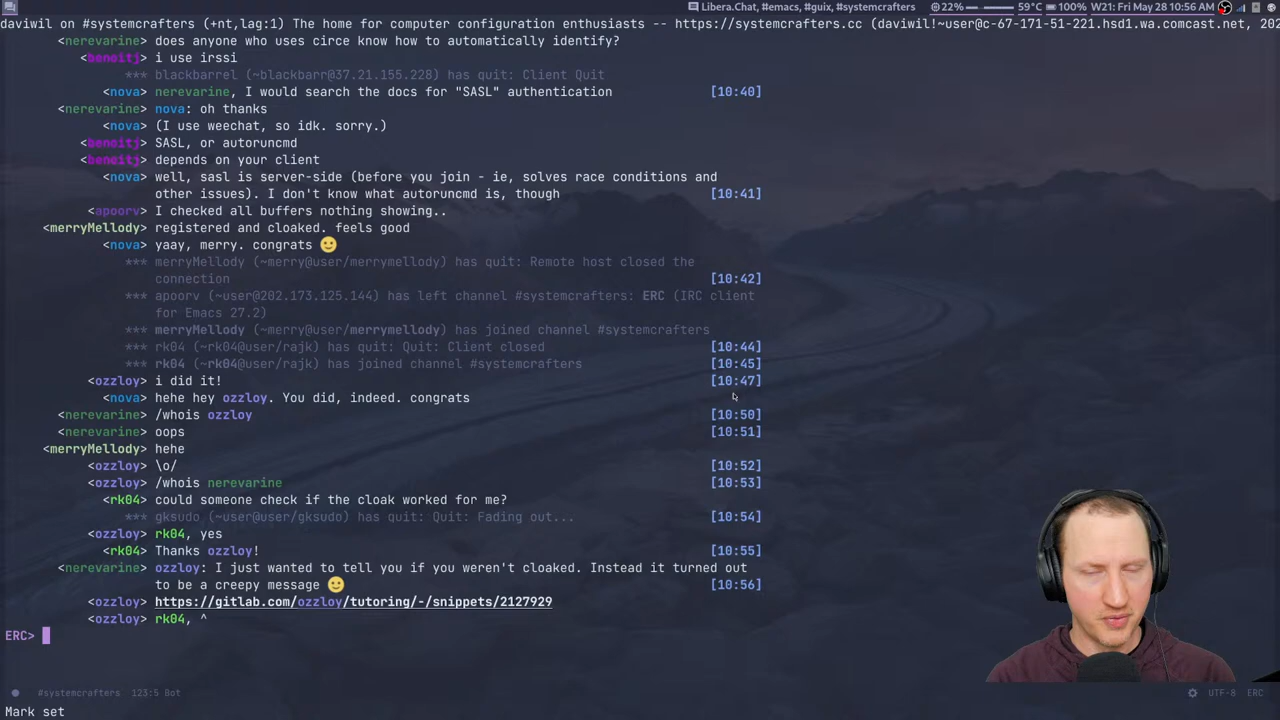 Libera.Chat, #emacs, #guix, #systemcrafters 22% 59°C 100% W21: Fri May 28 10:56 AM
daviwil on #systemcrafters (+nt,lag:1) The home for computer configuration enthusiasts -- https://systemcrafters.cc (daviwil!~user@c-67-171-51-221.hsd1.wa.comcast.net, 202
<nerevarine> does anyone who uses circe know how to automatically identify?
<benoitj> i use irssi
*** blackbarrel (~blackbarr@37.21.155.228) has quit: Client Quit
<nova> nerevarine, I would search the docs for "SASL" authentication [10:40]
<nerevarine> nova: oh thanks
<nova> (I use weechat, so idk. sorry.)
<benoitj> SASL, or autoruncmd
<benoitj> depends on your client
<nova> well, sasl is server-side (before you join - ie, solves race conditions and
other issues). I don't know what autoruncmd is, though [10:41]
<apoorv> I checked all buffers nothing showing..
<merryMellody> registered and cloaked. feels good
<nova> yaay, merry. congrats 🙂
*** merryMellody (~merry@user/merrymellody) has quit: Remote host closed the
connection [10:42]
*** apoorv (~user@202.173.125.144) has left channel #systemcrafters: ERC (IRC client
for Emacs 27.2)
*** merryMellody (~merry@user/merrymellody) has joined channel #systemcrafters
*** rk04 (~rk04@user/rajk) has quit: Quit: Client closed [10:44]
*** rk04 (~rk04@user/rajk) has joined channel #systemcrafters [10:45]
<ozzloy> i did it! [10:47]
<nova> hehe hey ozzloy. You did, indeed. congrats
<nerevarine> /whois ozzloy [10:50]
<nerevarine> oops [10:51]
<merryMellody> hehe
<ozzloy> \o/ [10:52]
<ozzloy> /whois nerevarine [10:53]
<rk04> could someone check if the cloak worked for me?
*** gksudo (~user@user/gksudo) has quit: Quit: Fading out... [10:54]
<ozzloy> rk04, yes
<rk04> Thanks ozzloy! [10:55]
<nerevarine> ozzloy: I just wanted to tell you if you weren't cloaked. Instead it turned out
to be a creepy message 🙂 [10:56]
<ozzloy> https://gitlab.com/ozzloy/tutoring/-/snippets/2127929
<ozzloy> rk04, ^
ERC>
#systemcrafters 123:5 Bot UTF-8 ERC
Mark set